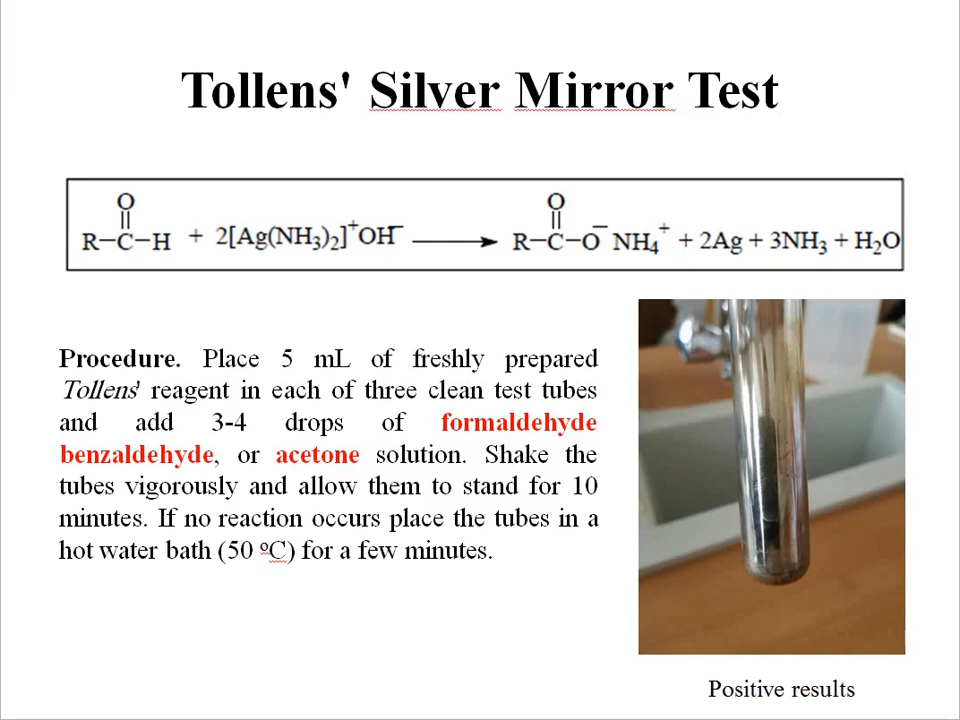 Tollens' Silver Mirror Test
O
R–C–H + 2[Ag(NH₃)₂]⁺OH⁻ ⟶ R–C–O⁻ NH₄⁺ + 2Ag + 3NH₃ + H₂O
O
Procedure. Place 5 mL of freshly prepared
Tollens' reagent in each of three clean test tubes
and add 3-4 drops of formaldehyde
benzaldehyde, or acetone solution. Shake the
tubes vigorously and allow them to stand for 10
minutes. If no reaction occurs place the tubes in a
hot water bath (50 ºC) for a few minutes.
Positive results